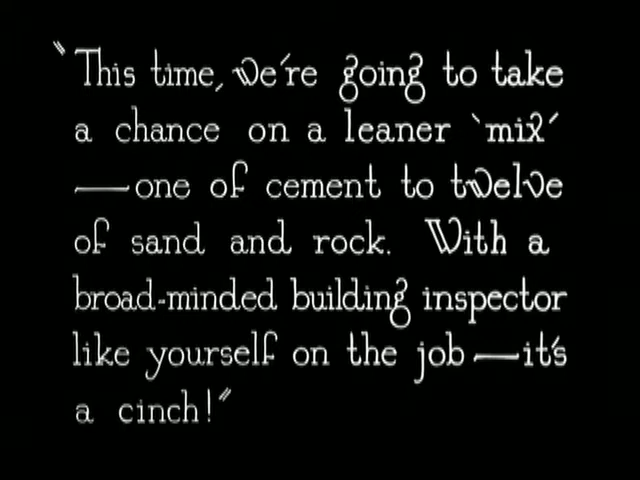 "This time, we're going to take
a chance on a leaner 'mix'
—one of cement to twelve
of sand and rock. With a
broad-minded building inspector
like yourself on the job—it's
a cinch!"